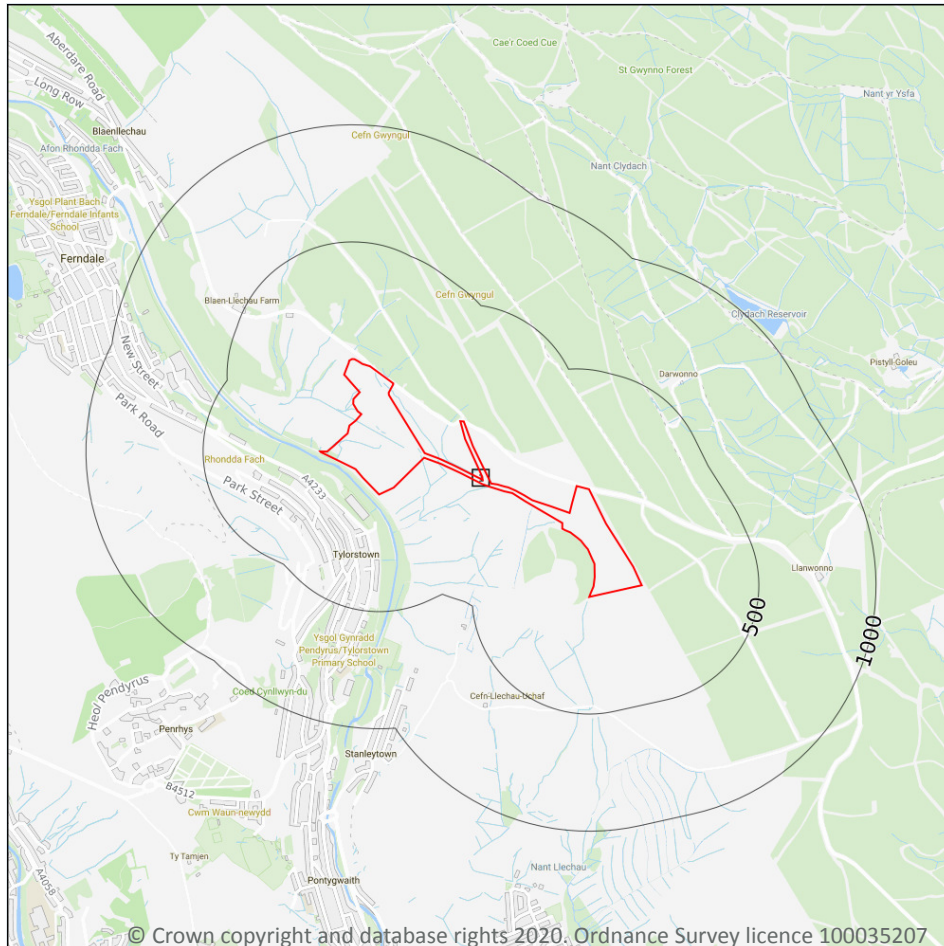 Cae'r Coed Cue
Aberdare Road
St Gwynno Forest
Long Row
Nant yr Ysfa
Blaenllechau
Cefn Gwyngul
Afon Rhondda Fach
Nant Clydach
Ysgol Plant Bach
Ferndale/Ferndale Infants
School
Ferndale
Cefn Gwyngul
Blaen-Llechau Farm
Clydach Reservoir
New Street
Pistyll-Goleu
Darwonno
Park Road
Rhondda Fach
A4233
Park Street
Tylorstown
Llanwonno
500
1000
Ysgol Gynradd
Pendyrus/Tylorstown
Primary School
Heol Pendyrus
Coed Cynllwyn-du
Cefn-Llechau-Uchaf
Penrhys
Stanleytown
B4512
Cwm Waun-newydd
Ty Tamjen
Nant Llechau
A4058
Pontygwaith
© Crown copyright and database rights 2020. Ordnance Survey licence 100035207